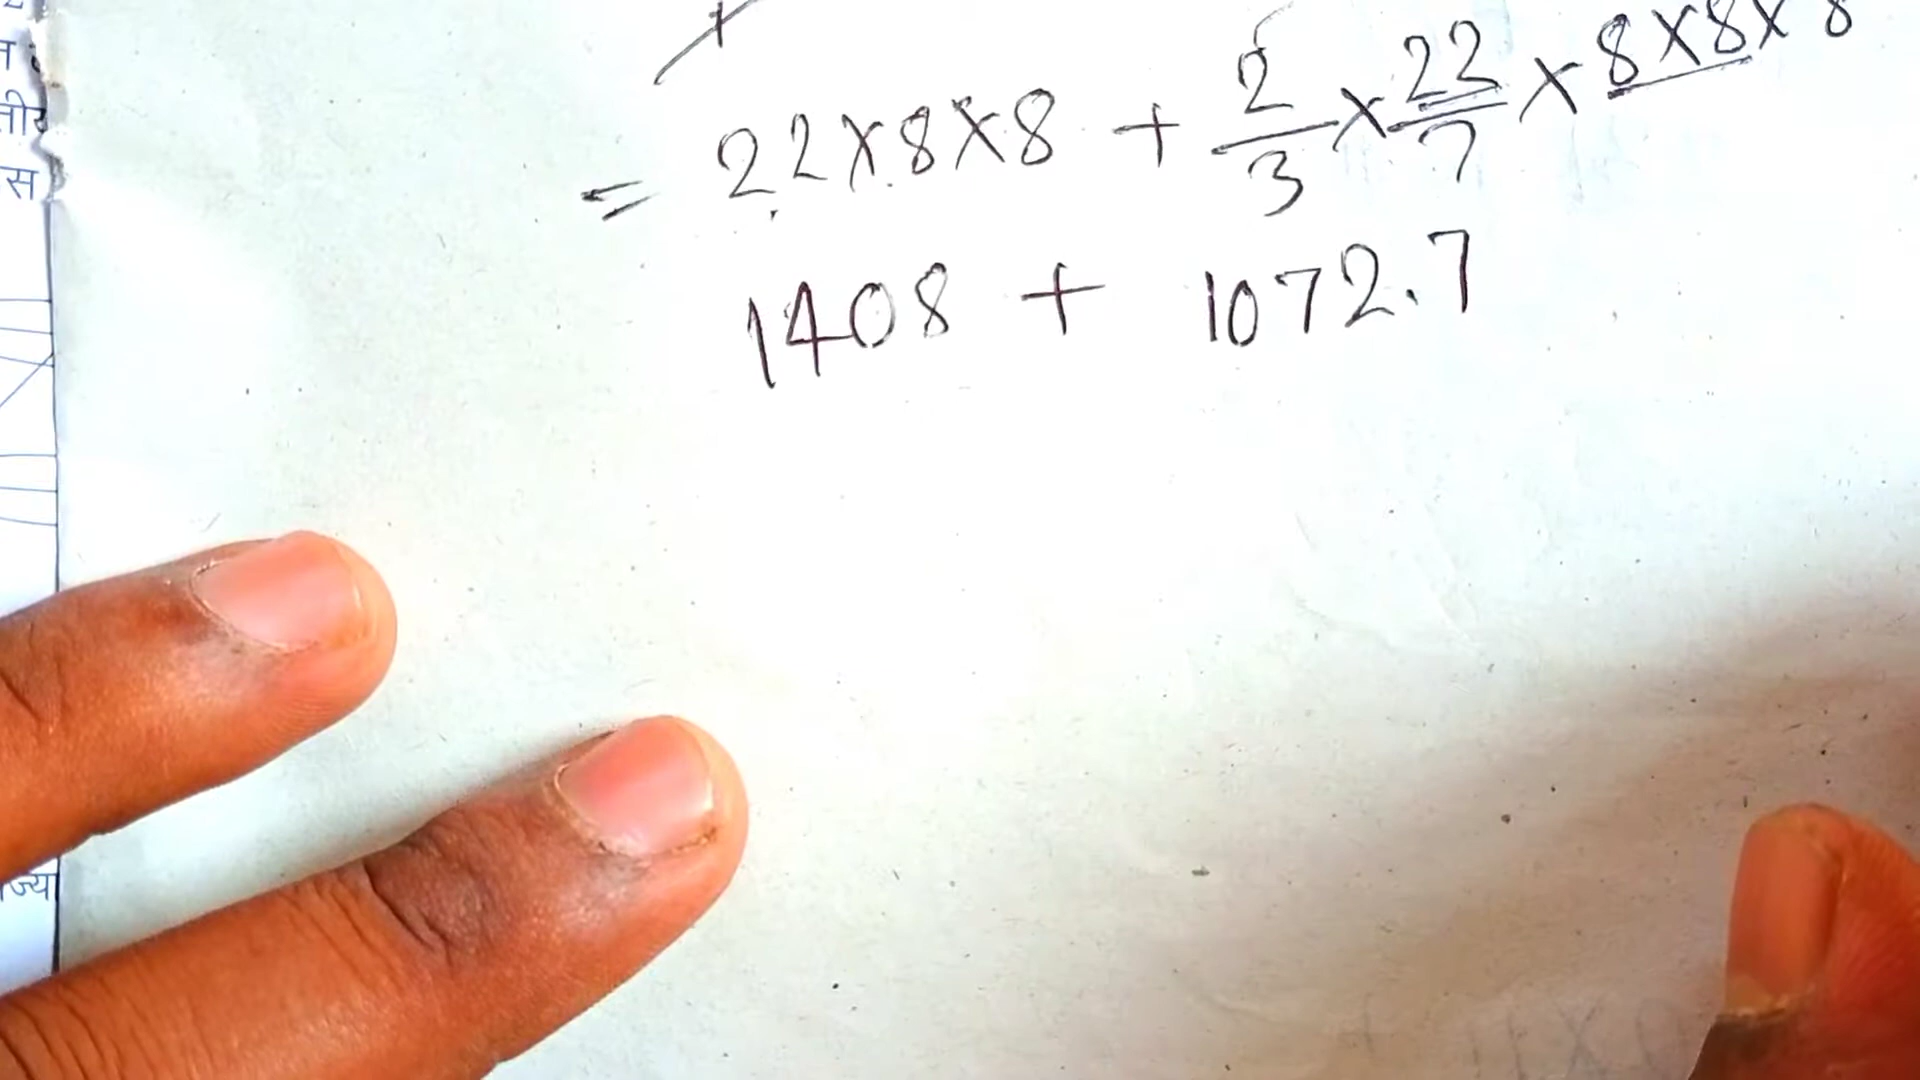 = 22×8×8 + 2/3 × 22/7 × 8×8×8
1408 + 1072.7
स
ज्या